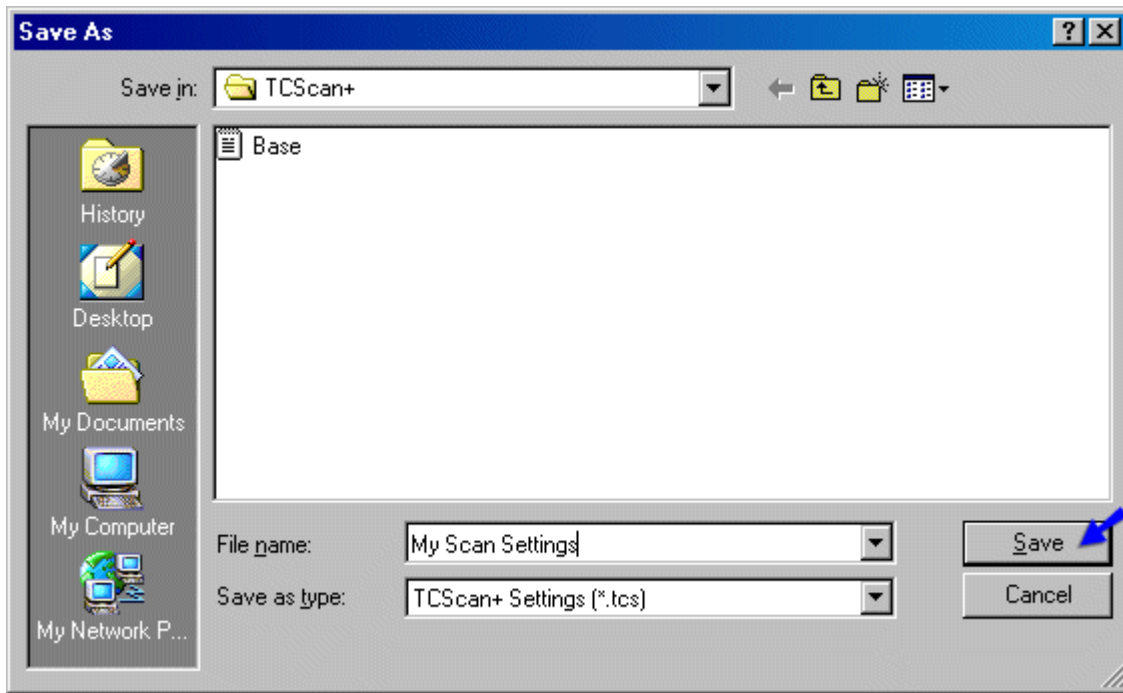 Save As
Save in: TCScan+
Base
History
Desktop
My Documents
My Computer
My Network P...
File name: My Scan Settings Save
Save as type: TCScan+ Settings (*.tcs) Cancel